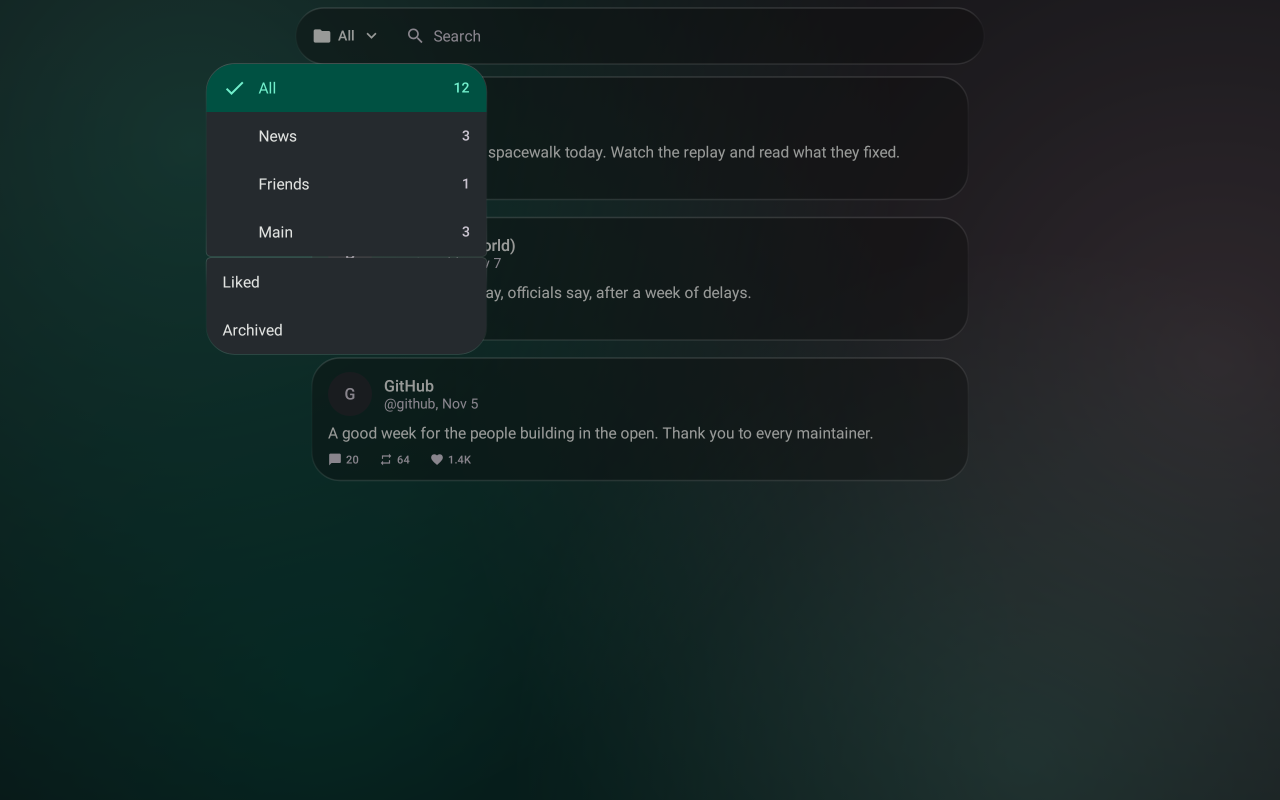 All
Search
All 12
News 3
spacewalk today. Watch the replay and read what they fixed.
Friends 1
Main 3
7
officials say, after a week of delays.
Liked
Archived
G
GitHub
@github, Nov 5
A good week for the people building in the open. Thank you to every maintainer.
20 64 1.4K